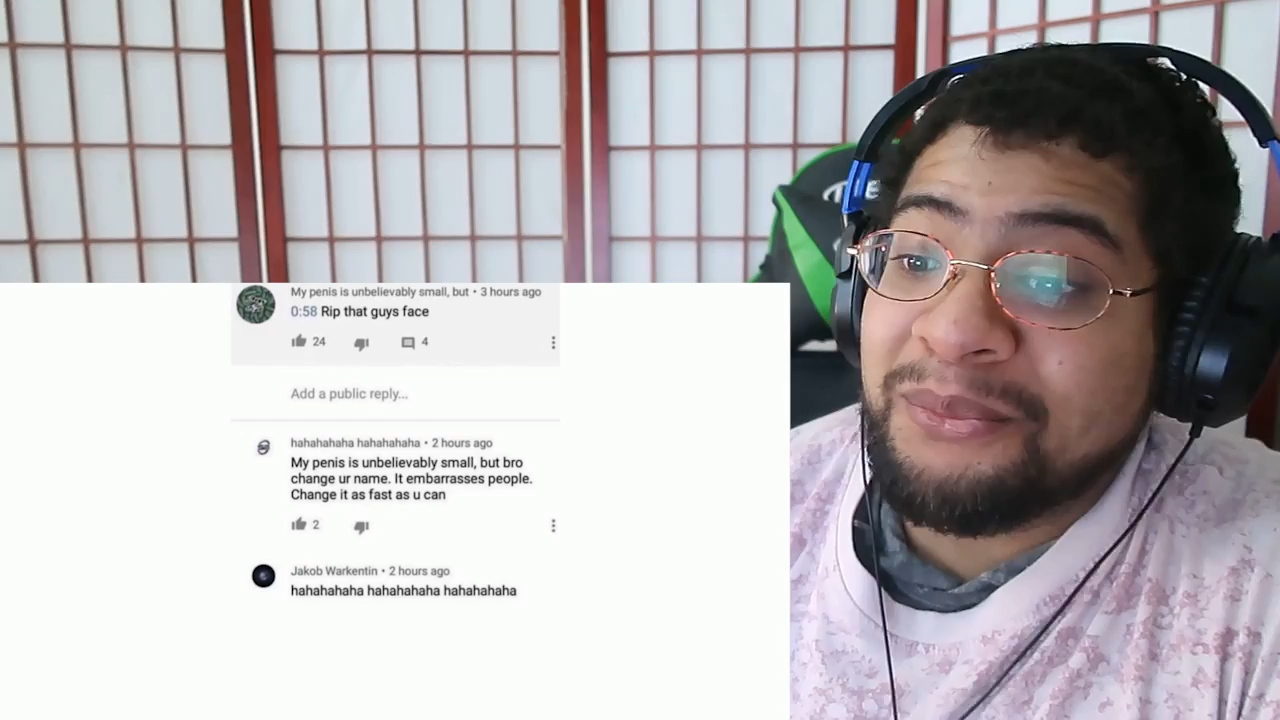 My penis is unbelievably small, but • 3 hours ago
0:58 Rip that guys face
24 4
Add a public reply...
hahahahaha hahahahaha • 2 hours ago
My penis is unbelievably small, but bro
change ur name. It embarrasses people.
Change it as fast as u can
2
Jakob Warkentin • 2 hours ago
hahahahaha hahahahaha hahahahaha